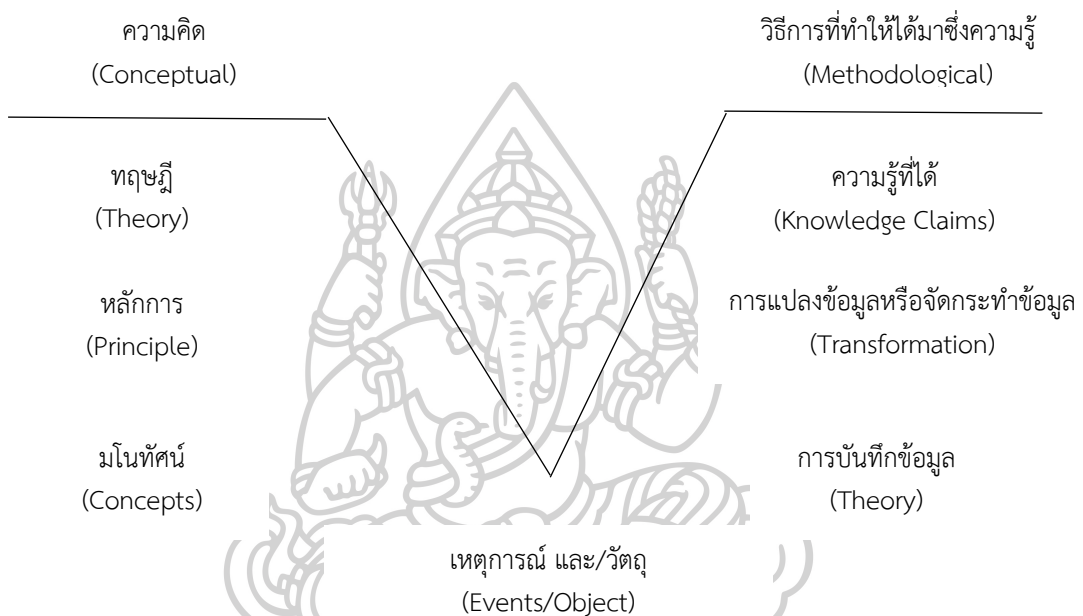 ความคิด
(Conceptual)
วิธีการที่ทำให้ได้มาซึ่งความรู้
(Methodological)
ทฤษฎี
(Theory)
ความรู้ที่ได้
(Knowledge Claims)
หลักการ
(Principle)
การแปลงข้อมูลหรือจัดกระทำข้อมูล
(Transformation)
มโนทัศน์
(Concepts)
การบันทึกข้อมูล
(Theory)
เหตุการณ์ และ/วัตถุ
(Events/Object)